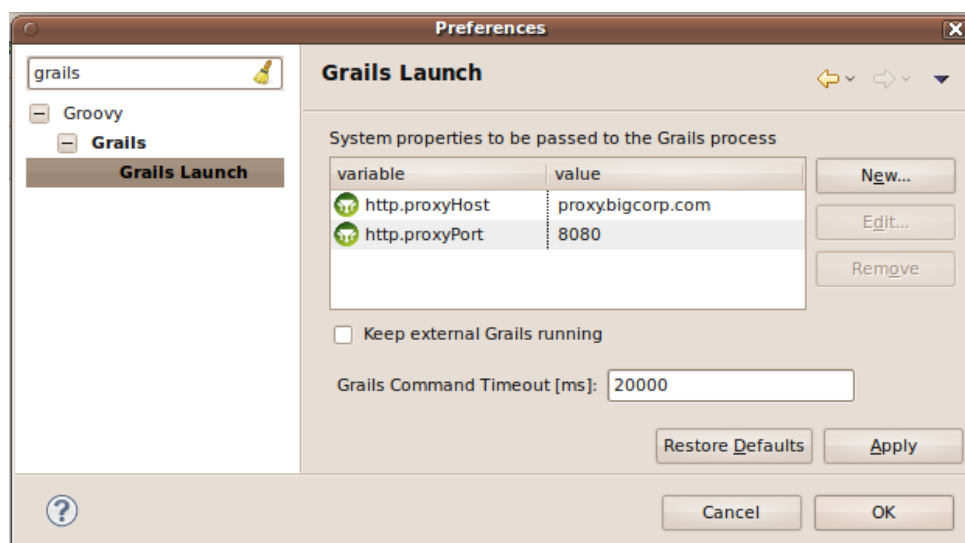 Preferences
grails
Groovy
Grails
Grails Launch
Grails Launch
System properties to be passed to the Grails process
variable value
http.proxyHost proxy.bigcorp.com
http.proxyPort 8080
New...
Edit...
Remove
Keep external Grails running
Grails Command Timeout [ms]: 20000
Restore Defaults Apply
? Cancel OK